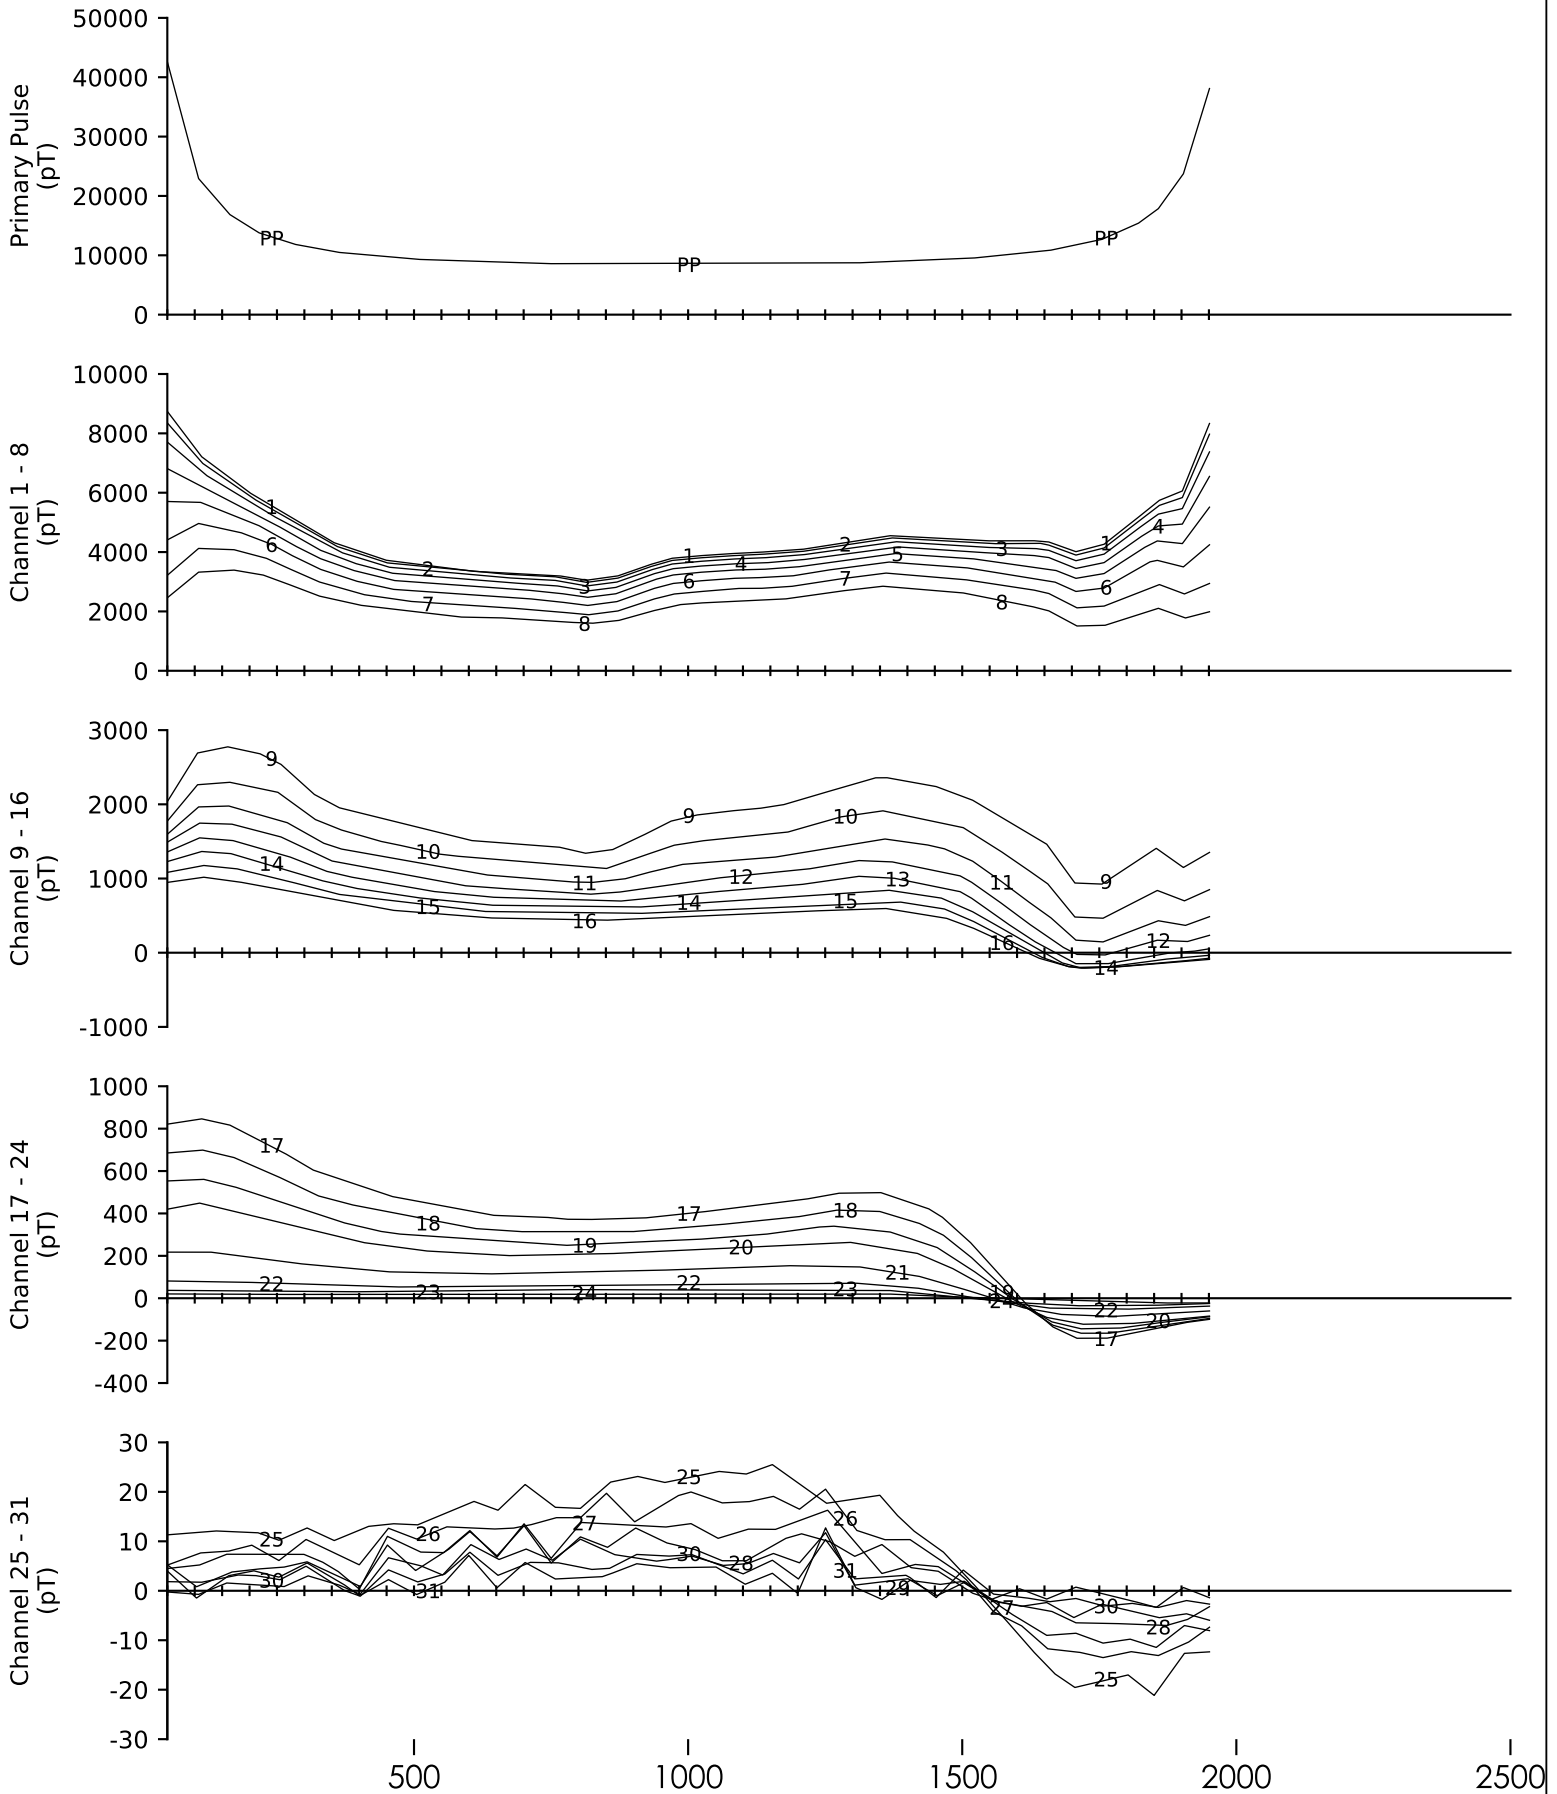 50000
40000
30000
20000
10000
0
Primary Pulse
(pT)
PP
PP
PP
10000
8000
6000
4000
2000
0
Channel 1 - 8
(pT)
1 2 3 1 4 2 5 3 1 4
6 7 8 6 7 8 6
3000
2000
1000
0
-1000
Channel 9 - 16
(pT)
9 9 10 9
14 10 11 12 13 11 12
15 16 14 15 16 14
1000
800
600
400
200
0
-200
-400
Channel 17 - 24
(pT)
17 18 19 17 20 18 21 19 22 20
22 23 24 22 23 24 17
30
20
10
0
-10
-20
-30
Channel 25 - 31
(pT)
25 26 27 25 28 26 29 27 30 28
30 31 30 31 25
500 1000 1500 2000 2500